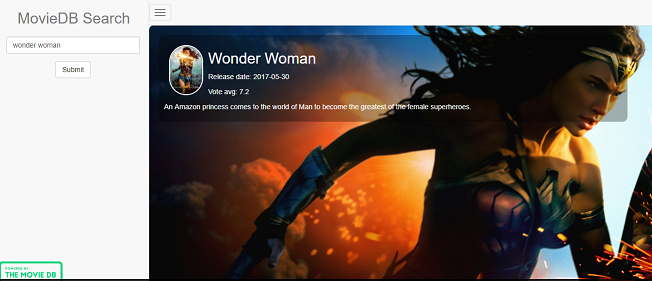 MovieDB Search
wonder woman
Submit
POWERED BY
THE MOVIE DB
Wonder Woman
Release date: 2017-05-30
Vote avg: 7.2
An Amazon princess comes to the world of Man to become the greatest of the female superheroes.